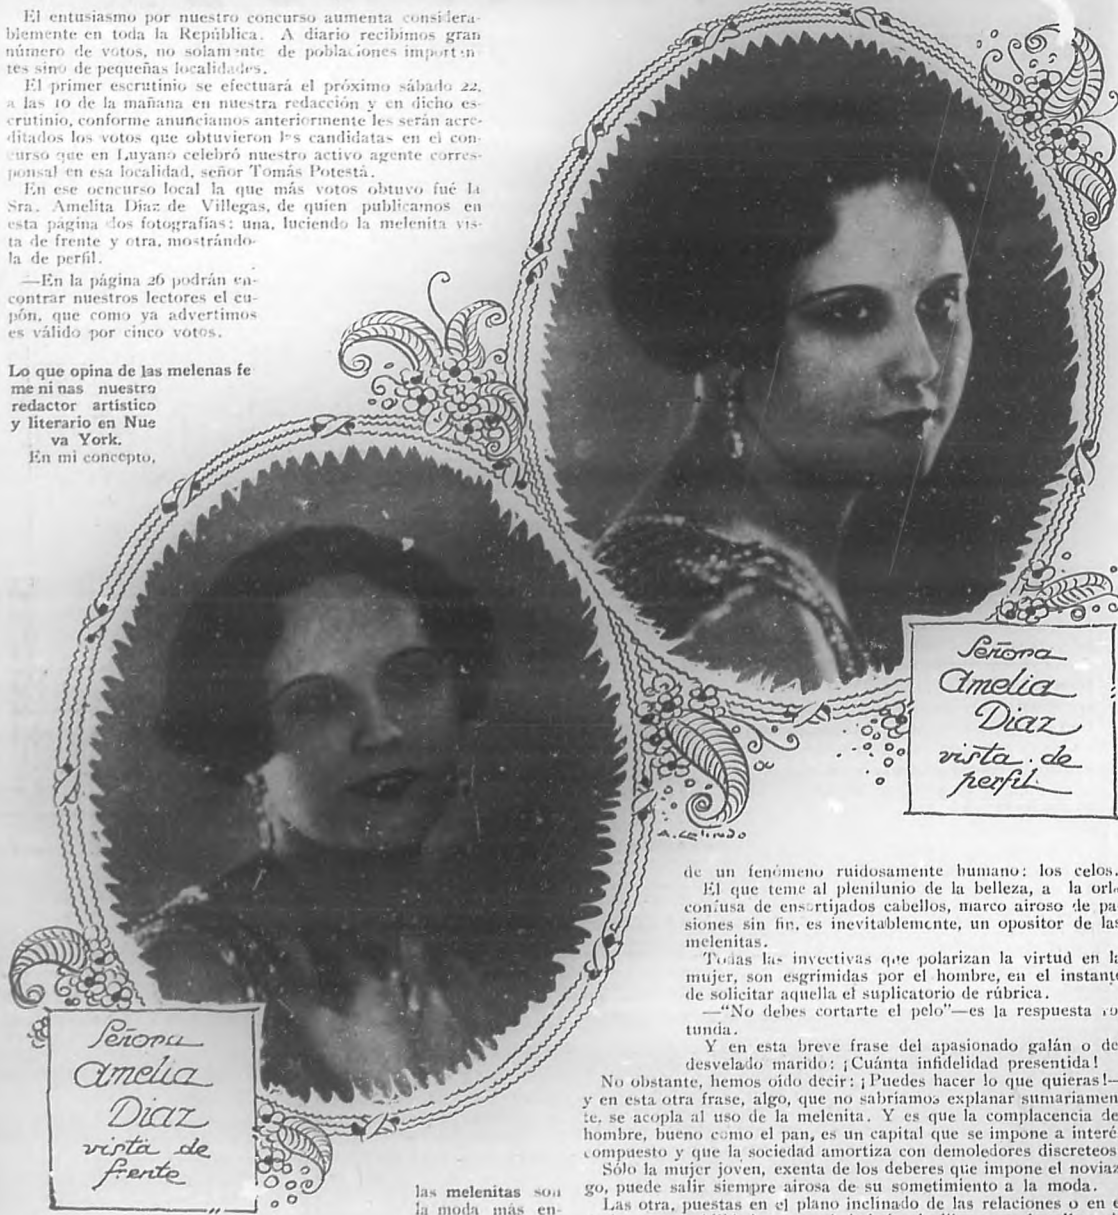 El entusiasmo por nuestro concurso aumenta considera-
blemente en toda la República. A diario recibimos gran
número de votos, no solamente de poblaciones importan
tes sino de pequeñas localidades.
El primer escrutinio se efectuará el próximo sábado 22,
a las 10 de la mañana en nuestra redacción y en dicho es-
crutinio, conforme anunciamos anteriormente les serán acre-
ditados los votos que obtuvieron las candidatas en el con-
curso que en Luyano celebró nuestro activo agente corres-
ponsal en esa localidad, señor Tomás Potestá.
En ese ocncurso local la que más votos obtuvo fué la
Sra. Amelita Diaz de Villegas, de quien publicamos en
esta página dos fotografías: una, luciendo la melenita vis-
ta de frente y otra, mostrándo-
la de perfil.
—En la página 26 podrán en-
contrar nuestros lectores el cu-
pón, que como ya advertimos
es válido por cinco votos.
Lo que opina de las melenas fe
me ni nas nuestro
redactor artístico
y literario en Nue
va York.
En mi concepto,
las melenitas son
la moda más en-
Señora
Amelia
Diaz
vista de
perfil
Señora
Amelia
Diaz
vista de
frente
de un fenómeno ruidosamente humano: los celos.
El que teme al plenilunio de la belleza, a la orla
confusa de ensortijados cabellos, marco airoso de pa
siones sin fin, es inevitablemente, un opositor de las
melenitas.
Todas las invectivas que polarizan la virtud en la
mujer, son esgrimidas por el hombre, en el instante
de solicitar aquella el suplicatorio de rúbrica.
—"No debes cortarte el pelo"—es la respuesta ro
tunda.
Y en esta breve frase del apasionado galán o de
desvelado marido: ¡Cuánta infidelidad presentida!
No obstante, hemos oido decir: ¡Puedes hacer lo que quieras!—
y en esta otra frase, algo, que no sabríamos explanar sumariamen
te, se acopla al uso de la melenita. Y es que la complacencia de
hombre, bueno como el pan, es un capital que se impone a interé
compuesto y que la sociedad amortiza con demoledores discreteos
Sólo la mujer joven, exenta de los deberes que impone el noviaz
go, puede salir siempre airosa de su sometimiento a la moda.
Las otra, puestas en el plano inclinado de las relaciones o en